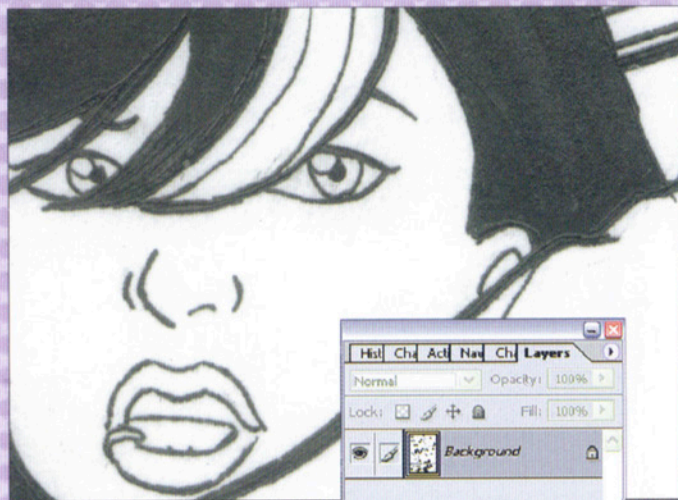 Hist Cha Acti Nav Cha Layers
Normal Opacity: 100%
Lock: Fill: 100%
Background